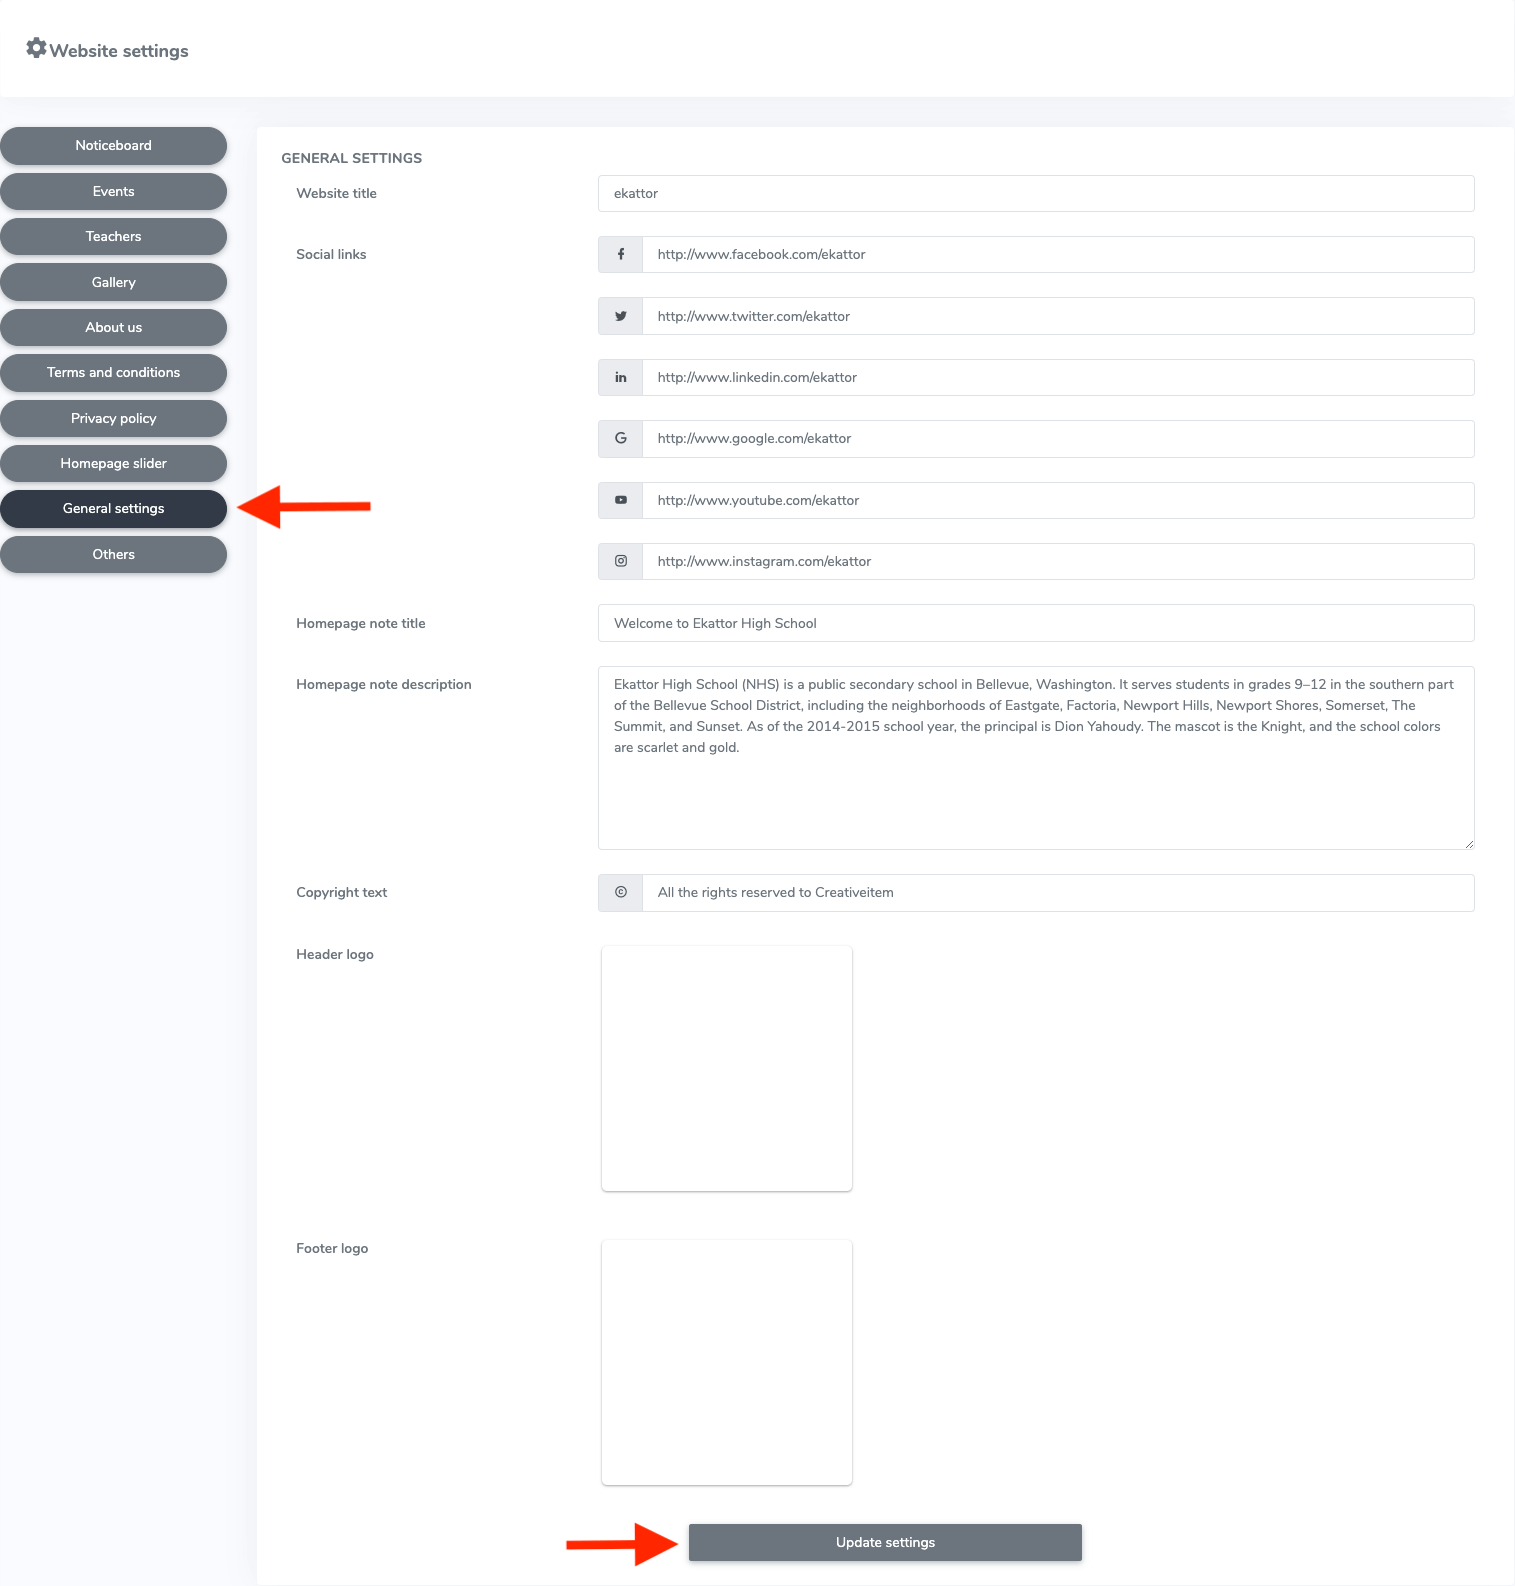 Website settings
Noticeboard
Events
Teachers
Gallery
About us
Terms and conditions
Privacy policy
Homepage slider
General settings
Others
GENERAL SETTINGS
Website title
ekattor
Social links
http://www.facebook.com/ekattor
http://www.twitter.com/ekattor
http://www.linkedin.com/ekattor
http://www.google.com/ekattor
http://www.youtube.com/ekattor
http://www.instagram.com/ekattor
Homepage note title
Welcome to Ekattor High School
Homepage note description
Ekattor High School (NHS) is a public secondary school in Bellevue, Washington. It serves students in grades 9–12 in the southern part
of the Bellevue School District, including the neighborhoods of Eastgate, Factoria, Newport Hills, Newport Shores, Somerset, The
Summit, and Sunset. As of the 2014-2015 school year, the principal is Dion Yahoudy. The mascot is the Knight, and the school colors
are scarlet and gold.
Copyright text
All the rights reserved to Creativeitem
Header logo
Footer logo
Update settings